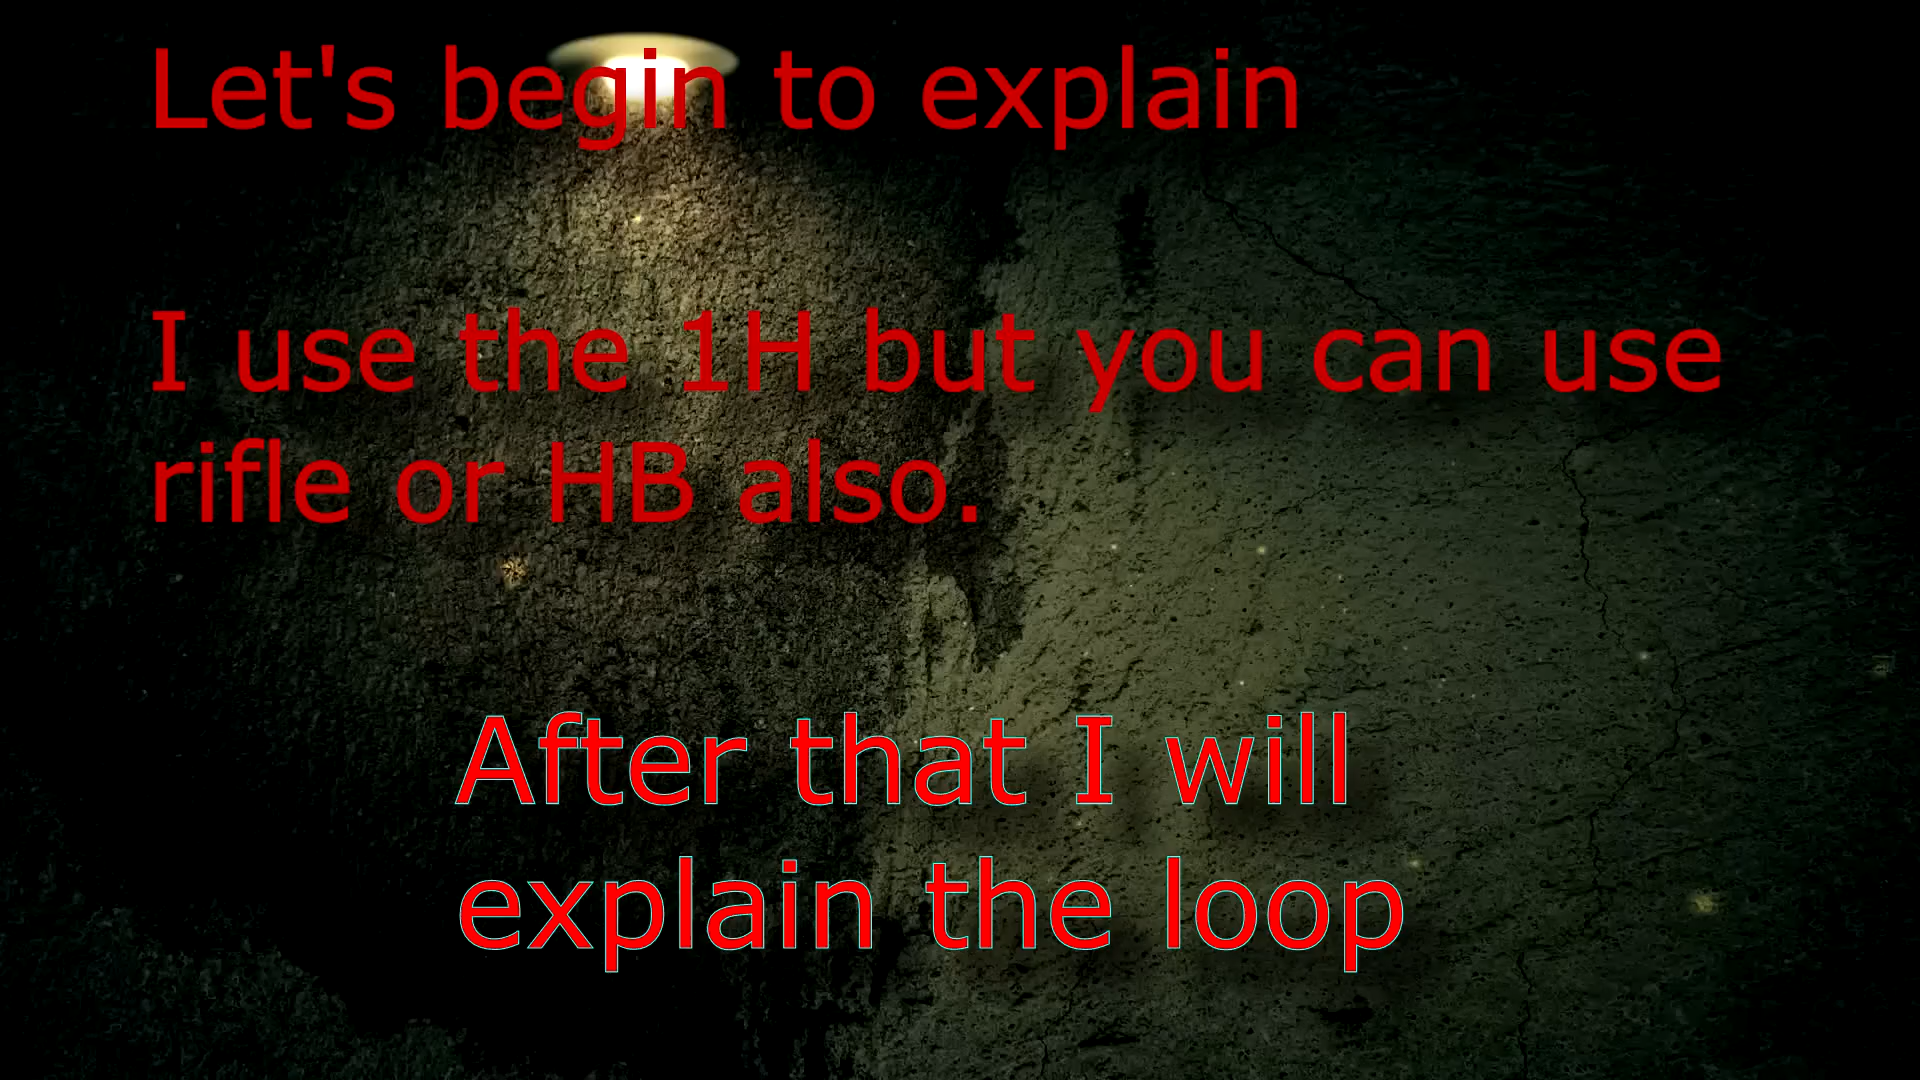 Let's begin to explain
I use the 1H but you can use
rifle or HB also.
After that I will
explain the loop